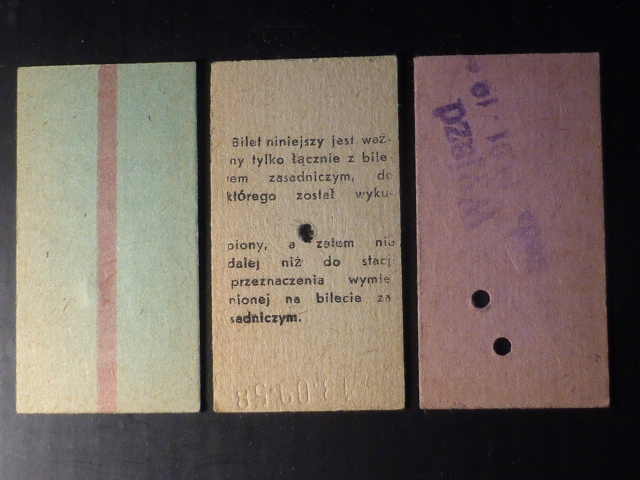 Bilet niniejszy jest waż-
ny tylko łącznie z bile-
tem zasadniczym, do
którego został wyku-
piony, a zatem nie
dalej niż do stacji
przeznaczenia wymie
nionej na bilecie za
sadniczym.